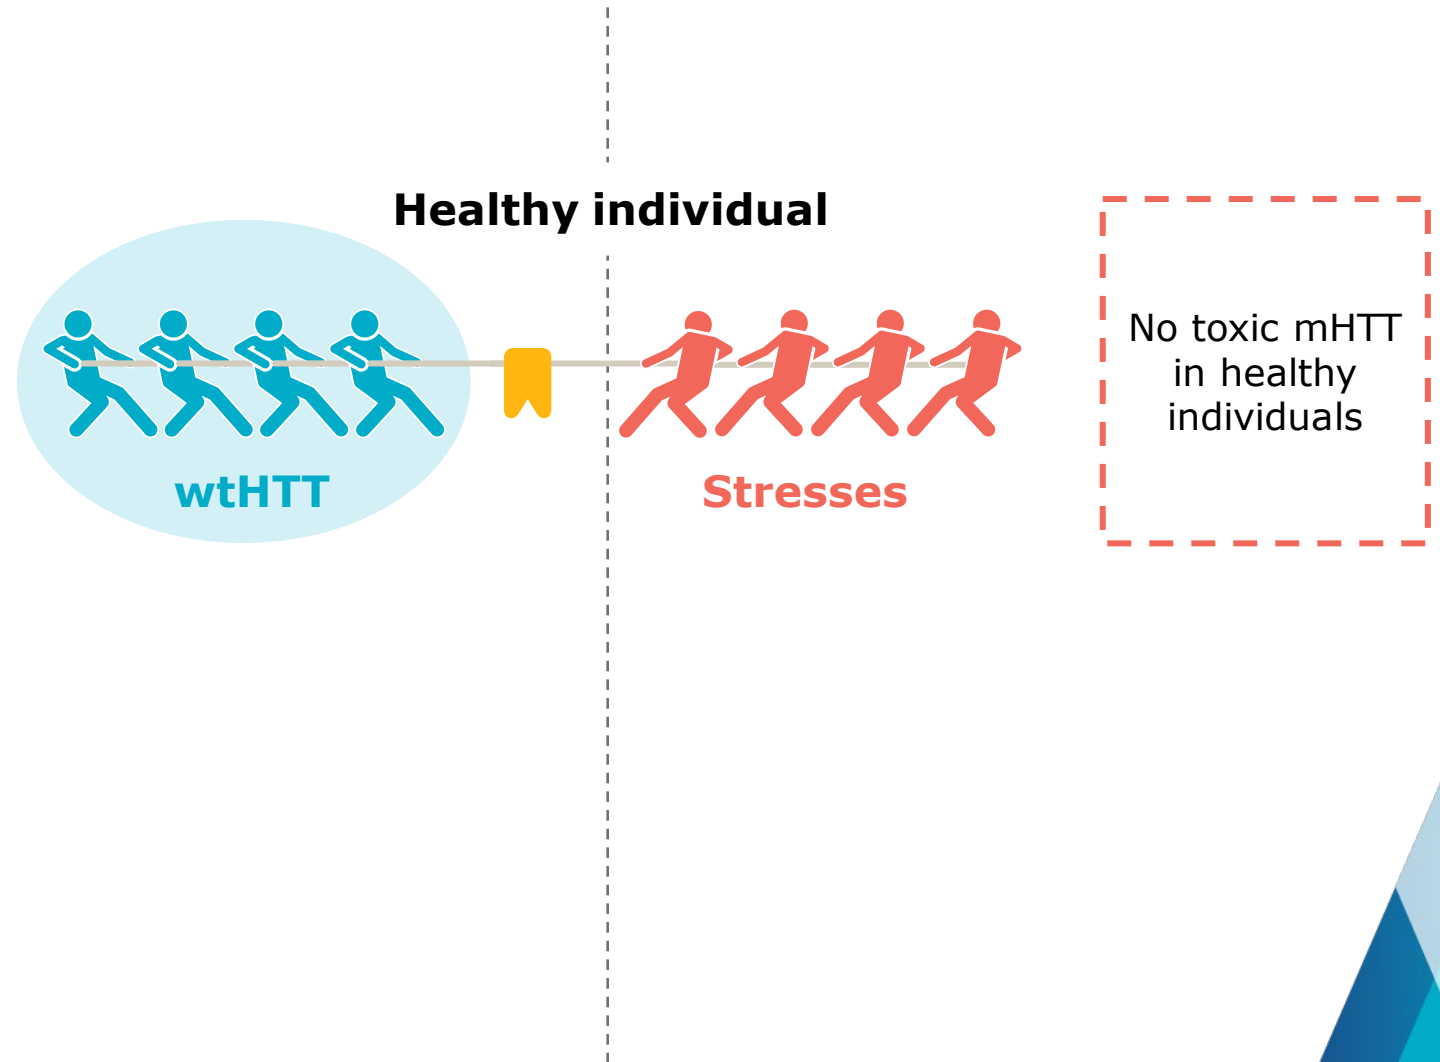 Healthy individual
wtHTT
Stresses
No toxic mHTT
in healthy
individuals